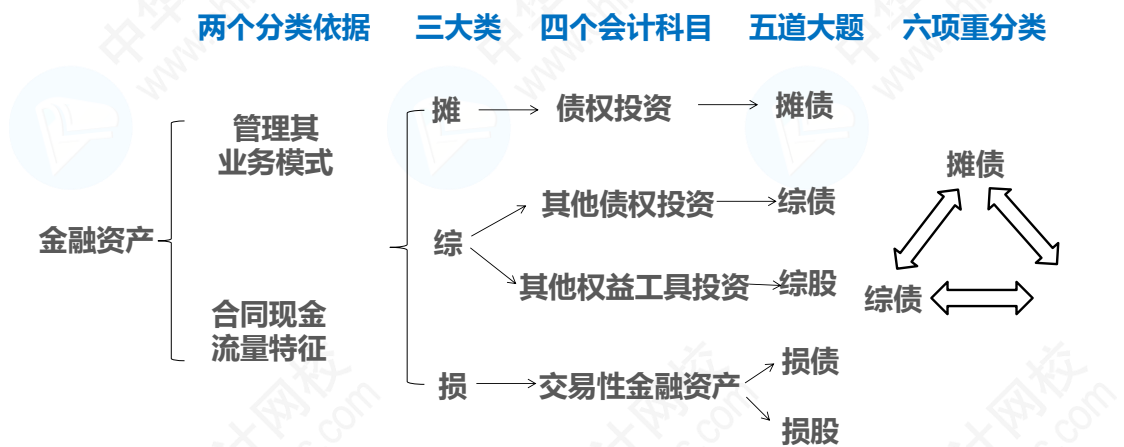 两个分类依据 三大类 四个会计科目 五道大题 六项重分类
金融资产
管理其
业务模式
合同现金
流量特征
摊 债权投资 摊债
综 其他债权投资 综债
其他权益工具投资 综股
损 交易性金融资产 损债
损股
摊债
综债